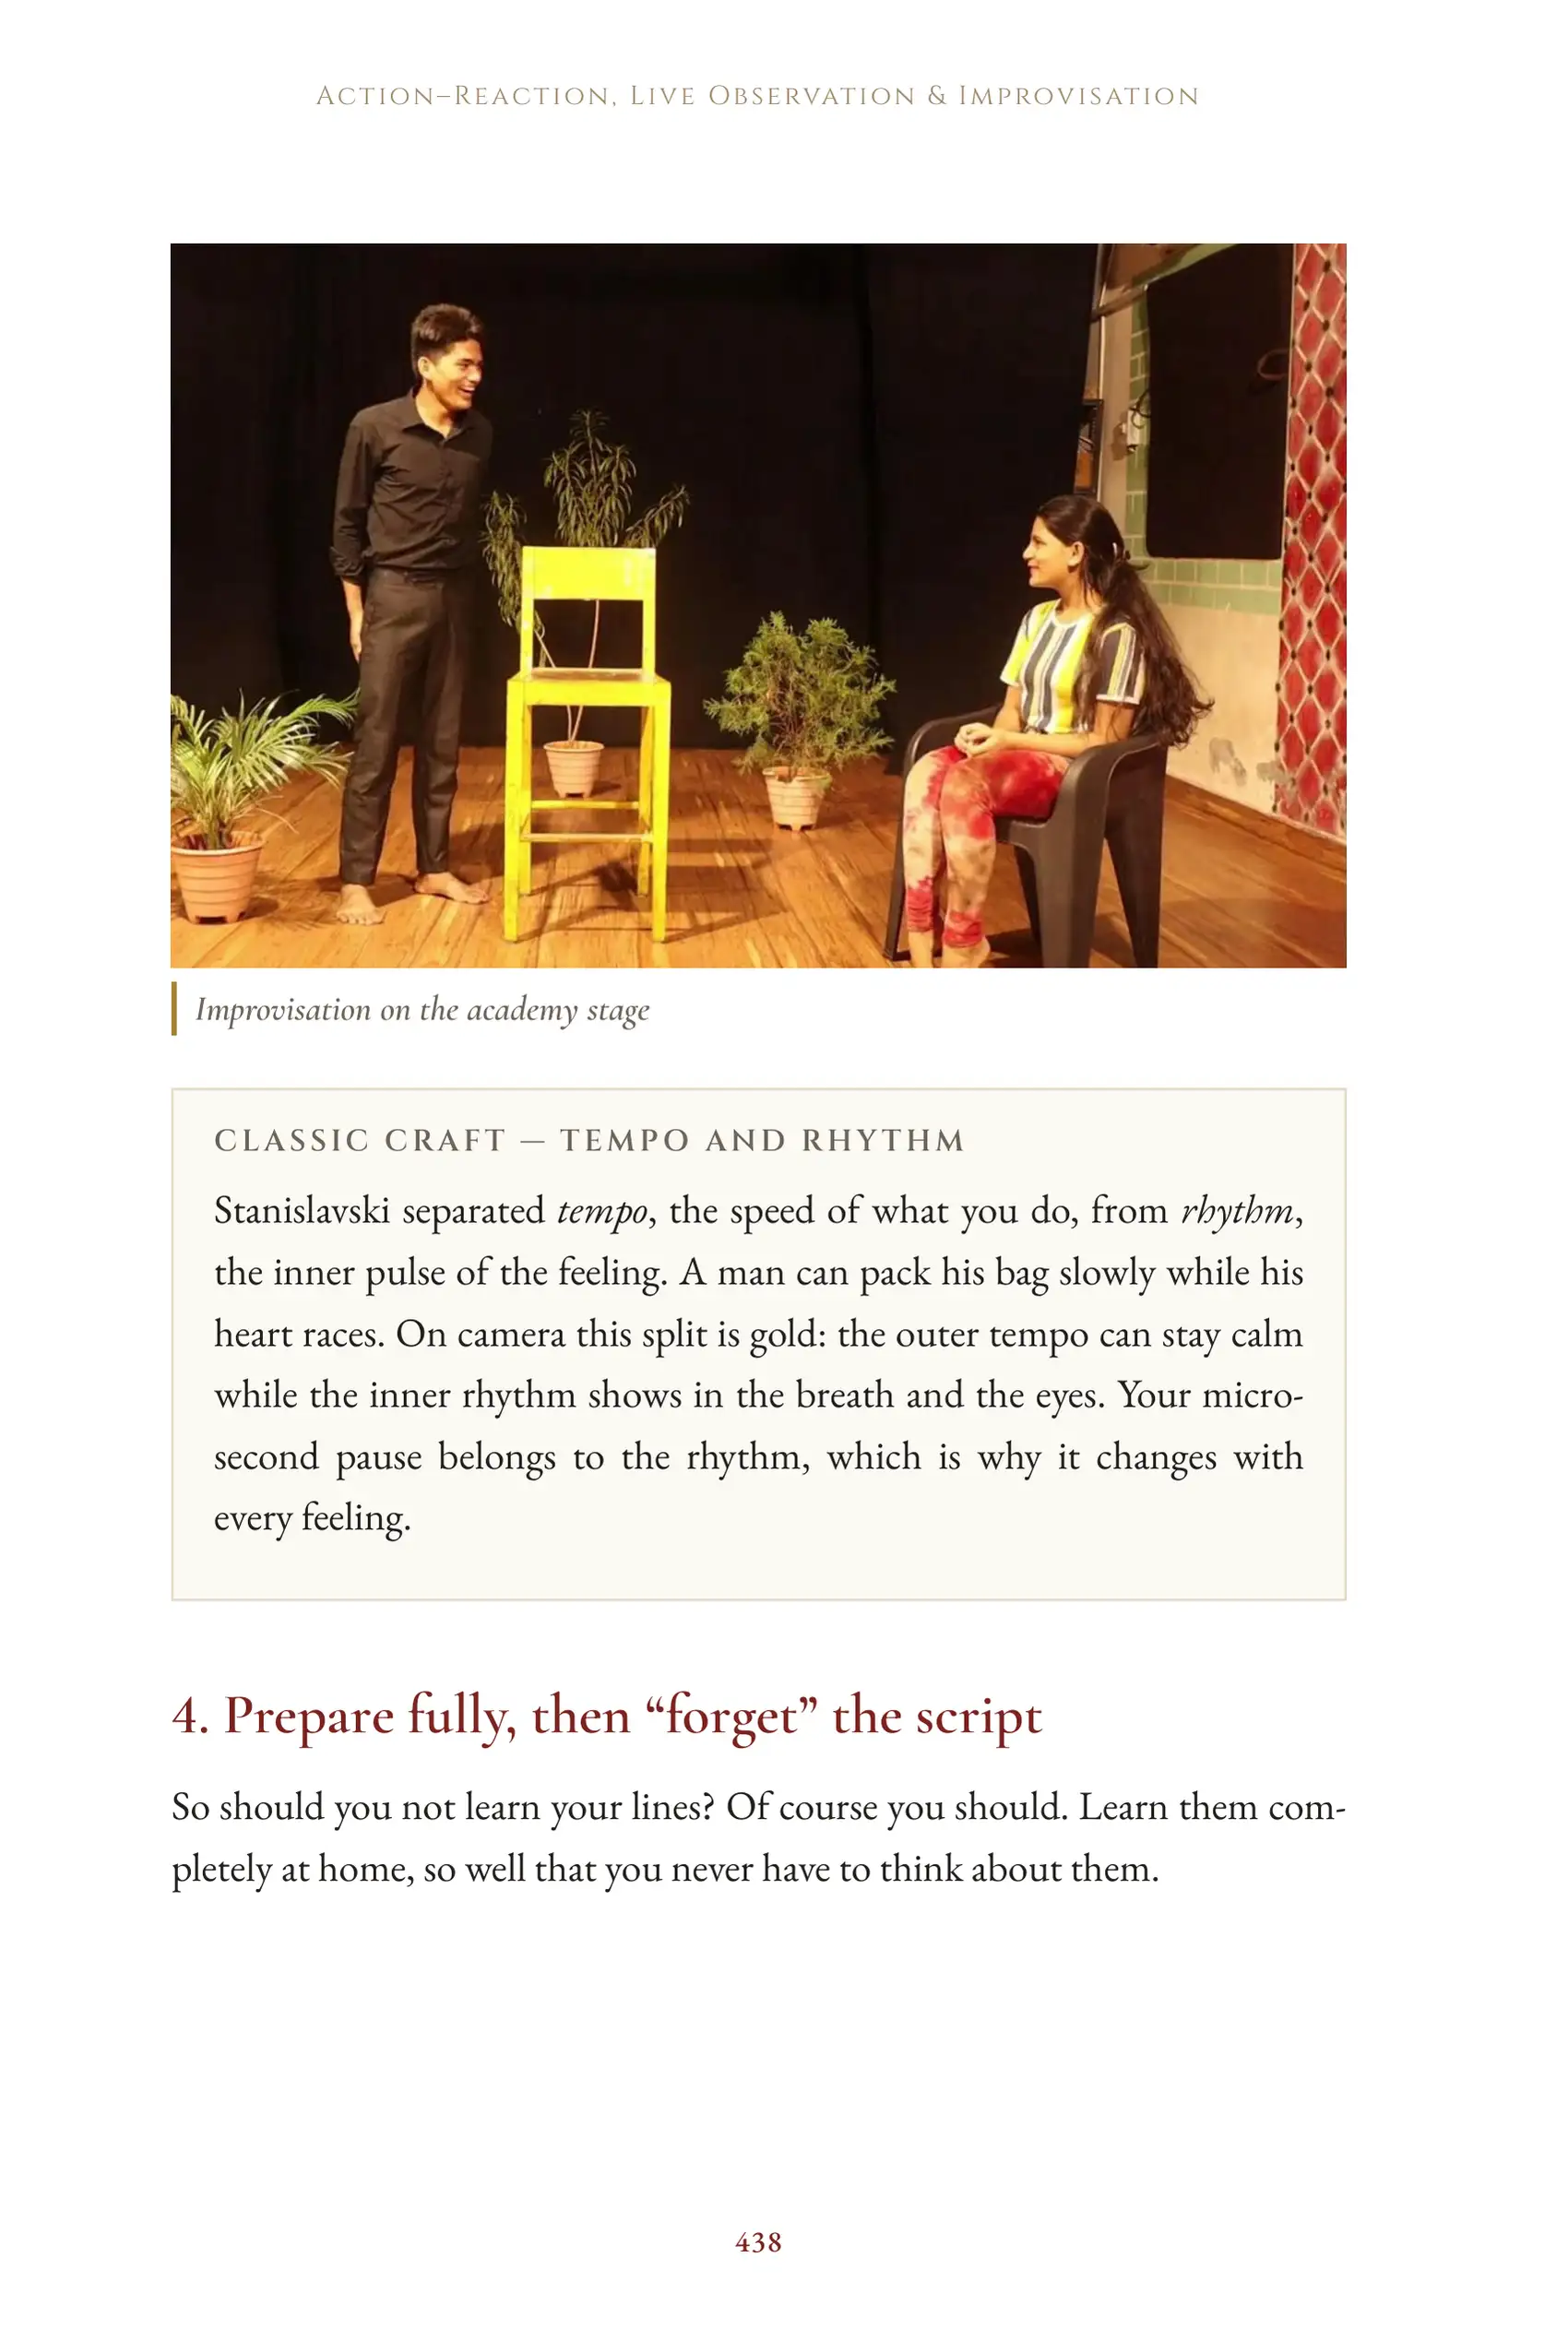 Action–Reaction, Live Observation & Improvisation
Improvisation on the academy stage
CLASSIC CRAFT — TEMPO AND RHYTHM
Stanislavski separated tempo, the speed of what you do, from rhythm,
the inner pulse of the feeling. A man can pack his bag slowly while his
heart races. On camera this split is gold: the outer tempo can stay calm
while the inner rhythm shows in the breath and the eyes. Your micro-
second pause belongs to the rhythm, which is why it changes with
every feeling.
4. Prepare fully, then “forget” the script
So should you not learn your lines? Of course you should. Learn them com-
pletely at home, so well that you never have to think about them.
438